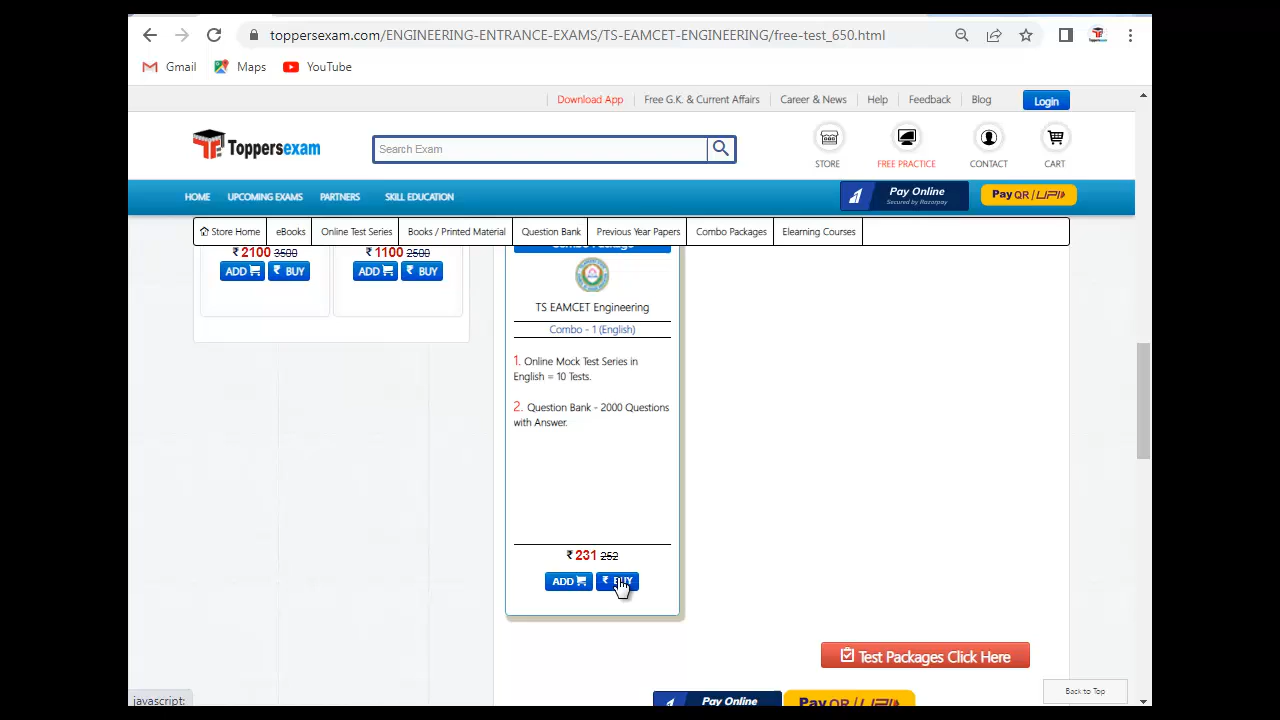 toppersexam.com/ENGINEERING-ENTRANCE-EXAMS/TS-EAMCET-ENGINEERING/free-test_650.html
Gmail Maps YouTube
Download App Free G.K. & Current Affairs Career & News Help Feedback Blog Login
Toppersexam
Search Exam
STORE FREE PRACTICE CONTACT CART
HOME UPCOMING EXAMS PARTNERS SKILL EDUCATION
Pay Online
Secured by Razorpay
Pay QR/UPI
Store Home eBooks Online Test Series Books / Printed Material Question Bank Previous Year Papers Combo Packages Elearning Courses
₹ 2100 3500 ₹ 1100 2500
ADD ₹ BUY ADD ₹ BUY
Combo Package
TS EAMCET Engineering
Combo - 1 (English)
1. Online Mock Test Series in
English = 10 Tests.
2. Question Bank - 2000 Questions
with Answer.
₹ 231 252
ADD ₹ BUY
Test Packages Click Here
Back to Top
Pay Online
Pay QR/UPI
javascript: